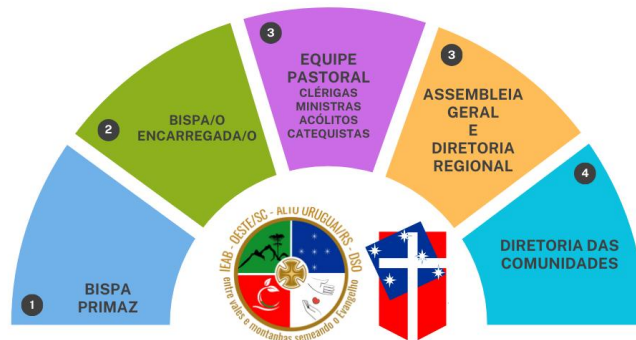 1
BISPA
PRIMAZ
2
BISPA/O
ENCARREGADA/O
3
EQUIPE
PASTORAL
CLÉRIGAS
MINISTRAS
ACÓLITOS
CATEQUISTAS
3
ASSEMBLEIA
GERAL
E
DIRETORIA
REGIONAL
4
DIRETORIA DAS
COMUNIDADES
IEAB - OESTE/SC - ALTO URUGUAI/RS - DSO
entre vales e montanhas semeando o Evangelho